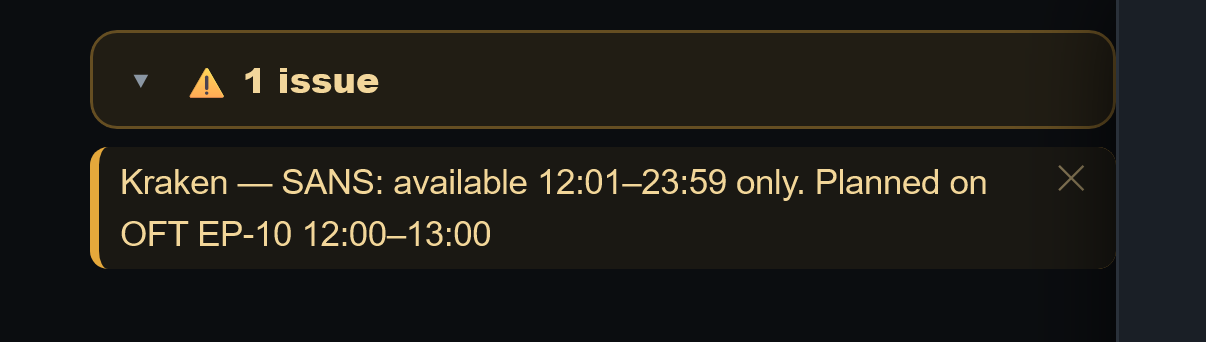 1 issue
Kraken — SANS: available 12:01–23:59 only. Planned on
OFT EP-10 12:00–13:00